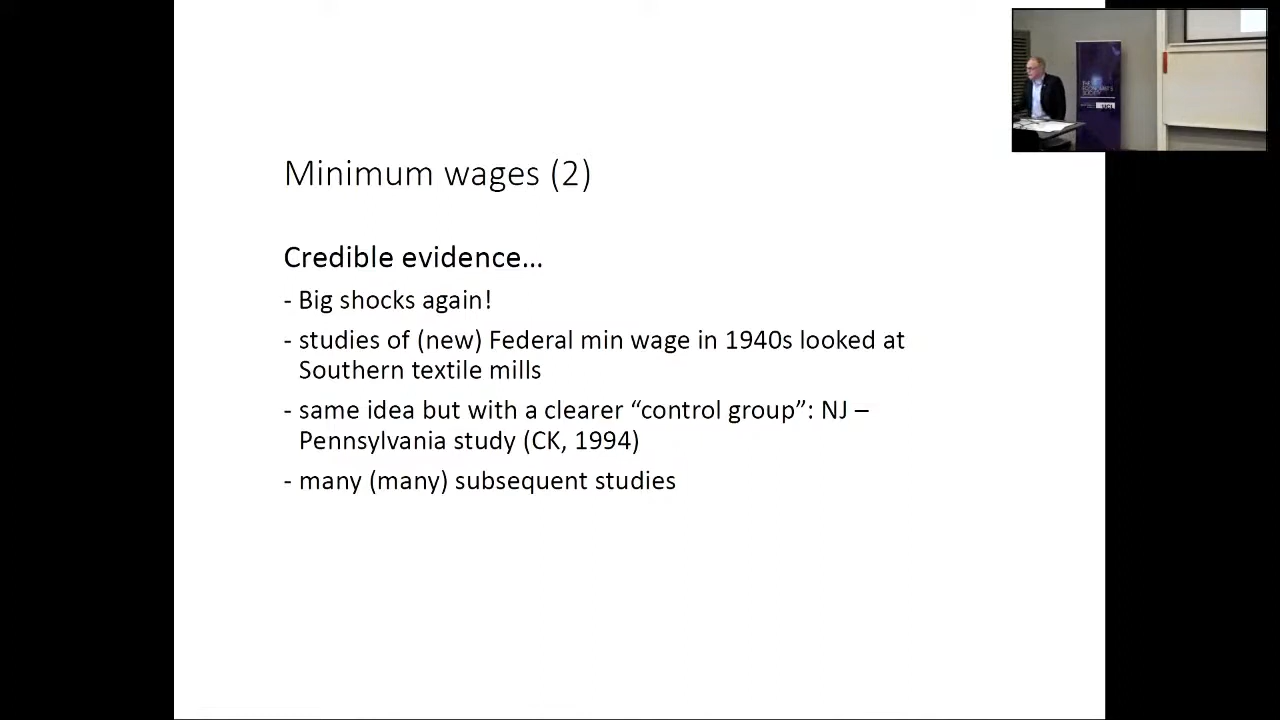 Minimum wages (2)
Credible evidence...
- Big shocks again!
- studies of (new) Federal min wage in 1940s looked at
Southern textile mills
- same idea but with a clearer “control group”: NJ –
Pennsylvania study (CK, 1994)
- many (many) subsequent studies
UCL